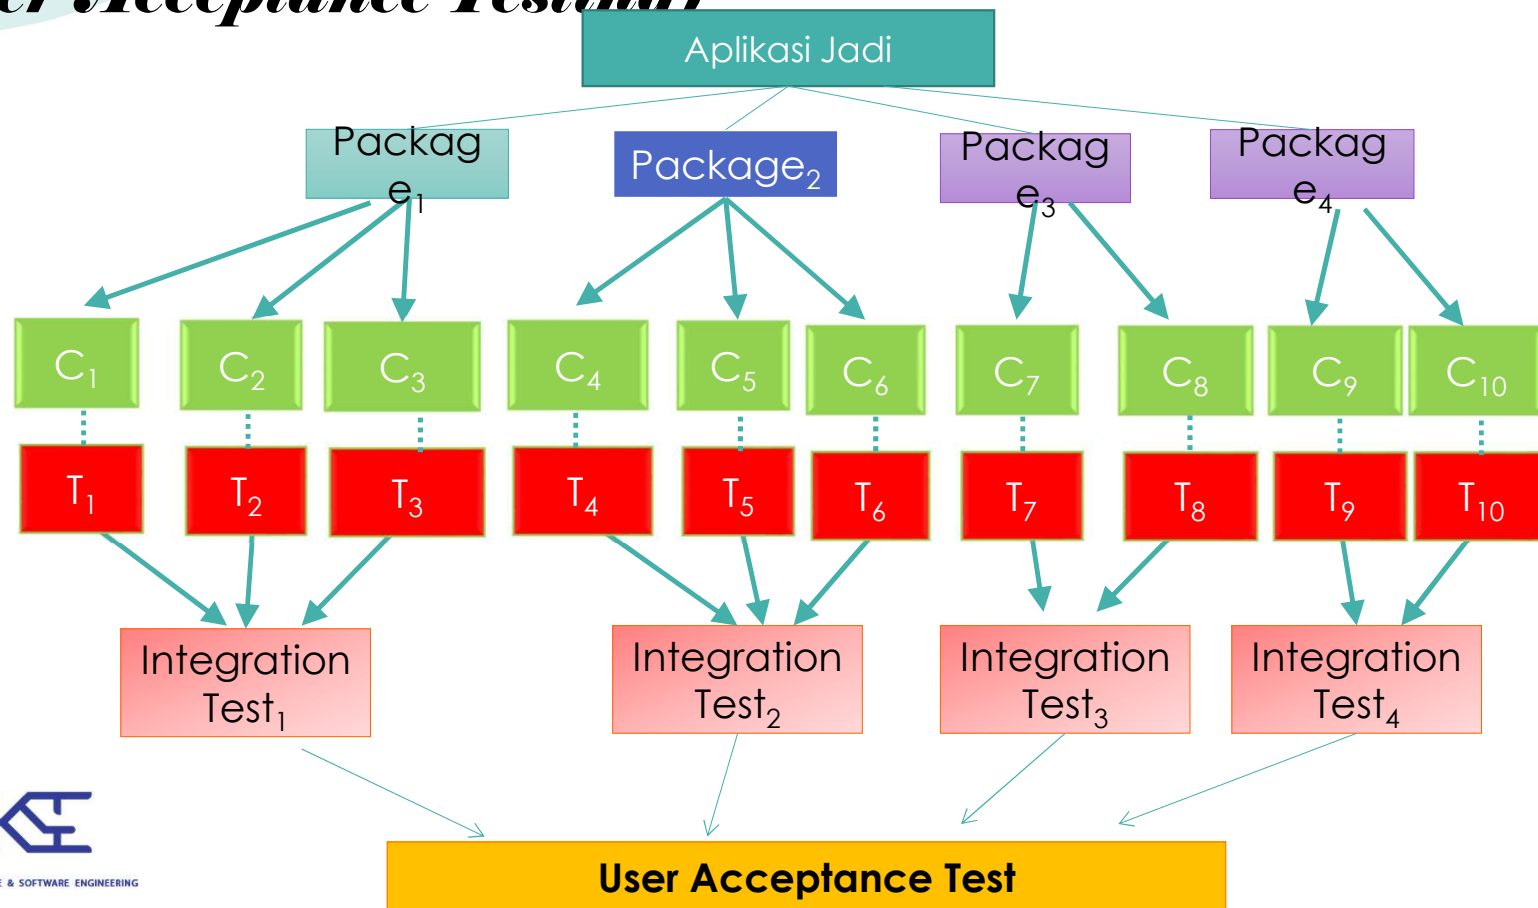 Acceptance
Aplikasi Jadi
Packag
e₁
Package₂
Packag
e₃
Packag
e₄
C₁ C₂ C₃ C₄ C₅ C₆ C₇ C₈ C₉ C₁₀
T₁ T₂ T₃ T₄ T₅ T₆ T₇ T₈ T₉ T₁₀
Integration
Test₁
Integration
Test₂
Integration
Test₃
Integration
Test₄
& SOFTWARE ENGINEERING
User Acceptance Test